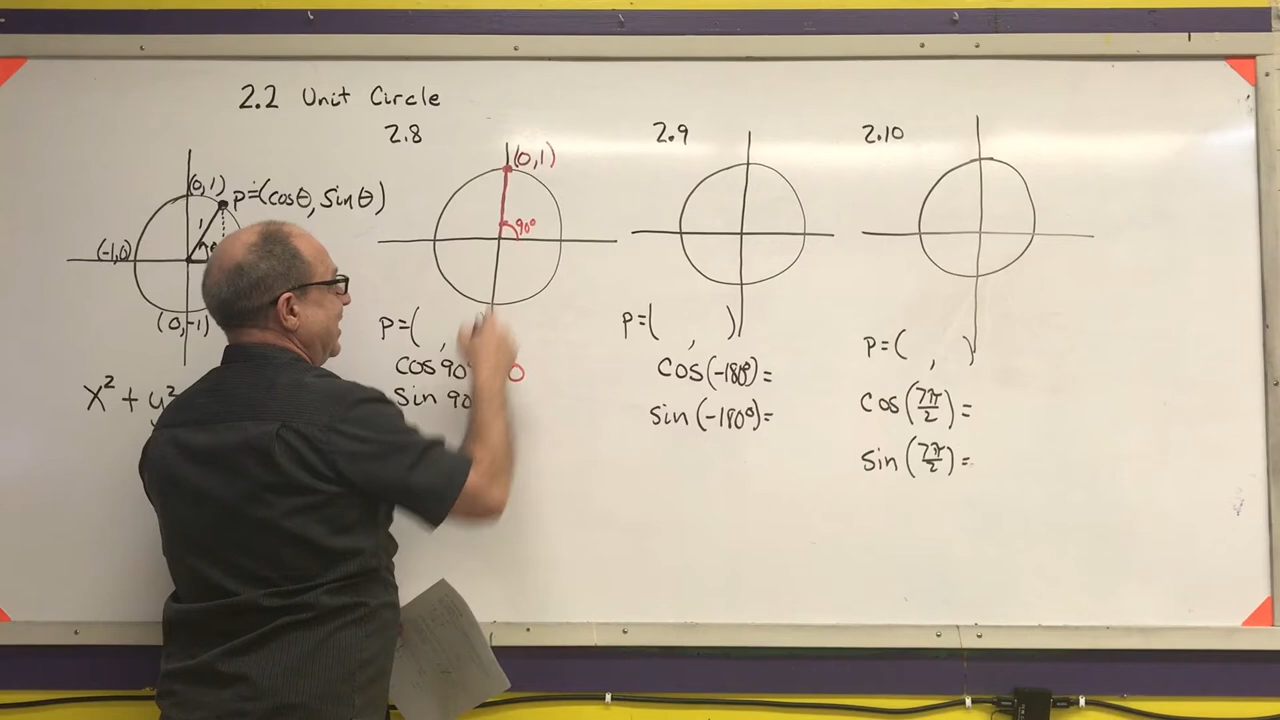 2.2 Unit Circle
(0,1)
P=(cosθ, Sinθ)
1
θ
(-1,0)
(0,-1)
x² + y²
2.8
(0,1)
90°
P=( ,
cos 90° 0
Sin 90
2.9
P=( , )
cos(-180°)=
sin(-180°)=
2.10
P=( , )
cos(7π/2)=
sin(7π/2)=